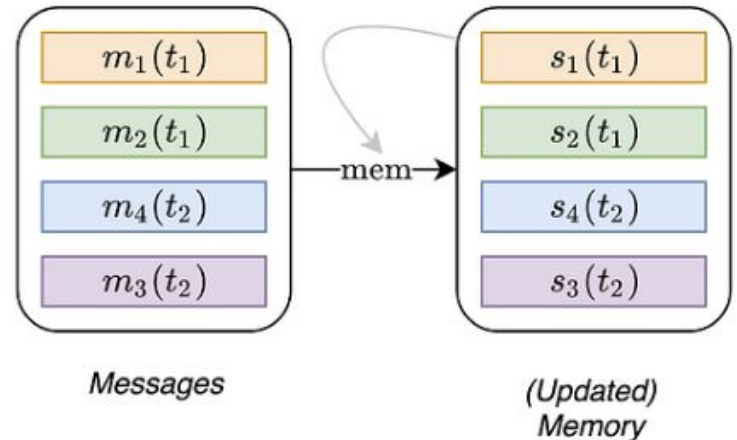 m₁(t₁)
m₂(t₁)
m₄(t₂)
m₃(t₂)
Messages
mem
s₁(t₁)
s₂(t₁)
s₄(t₂)
s₃(t₂)
(Updated)
Memory